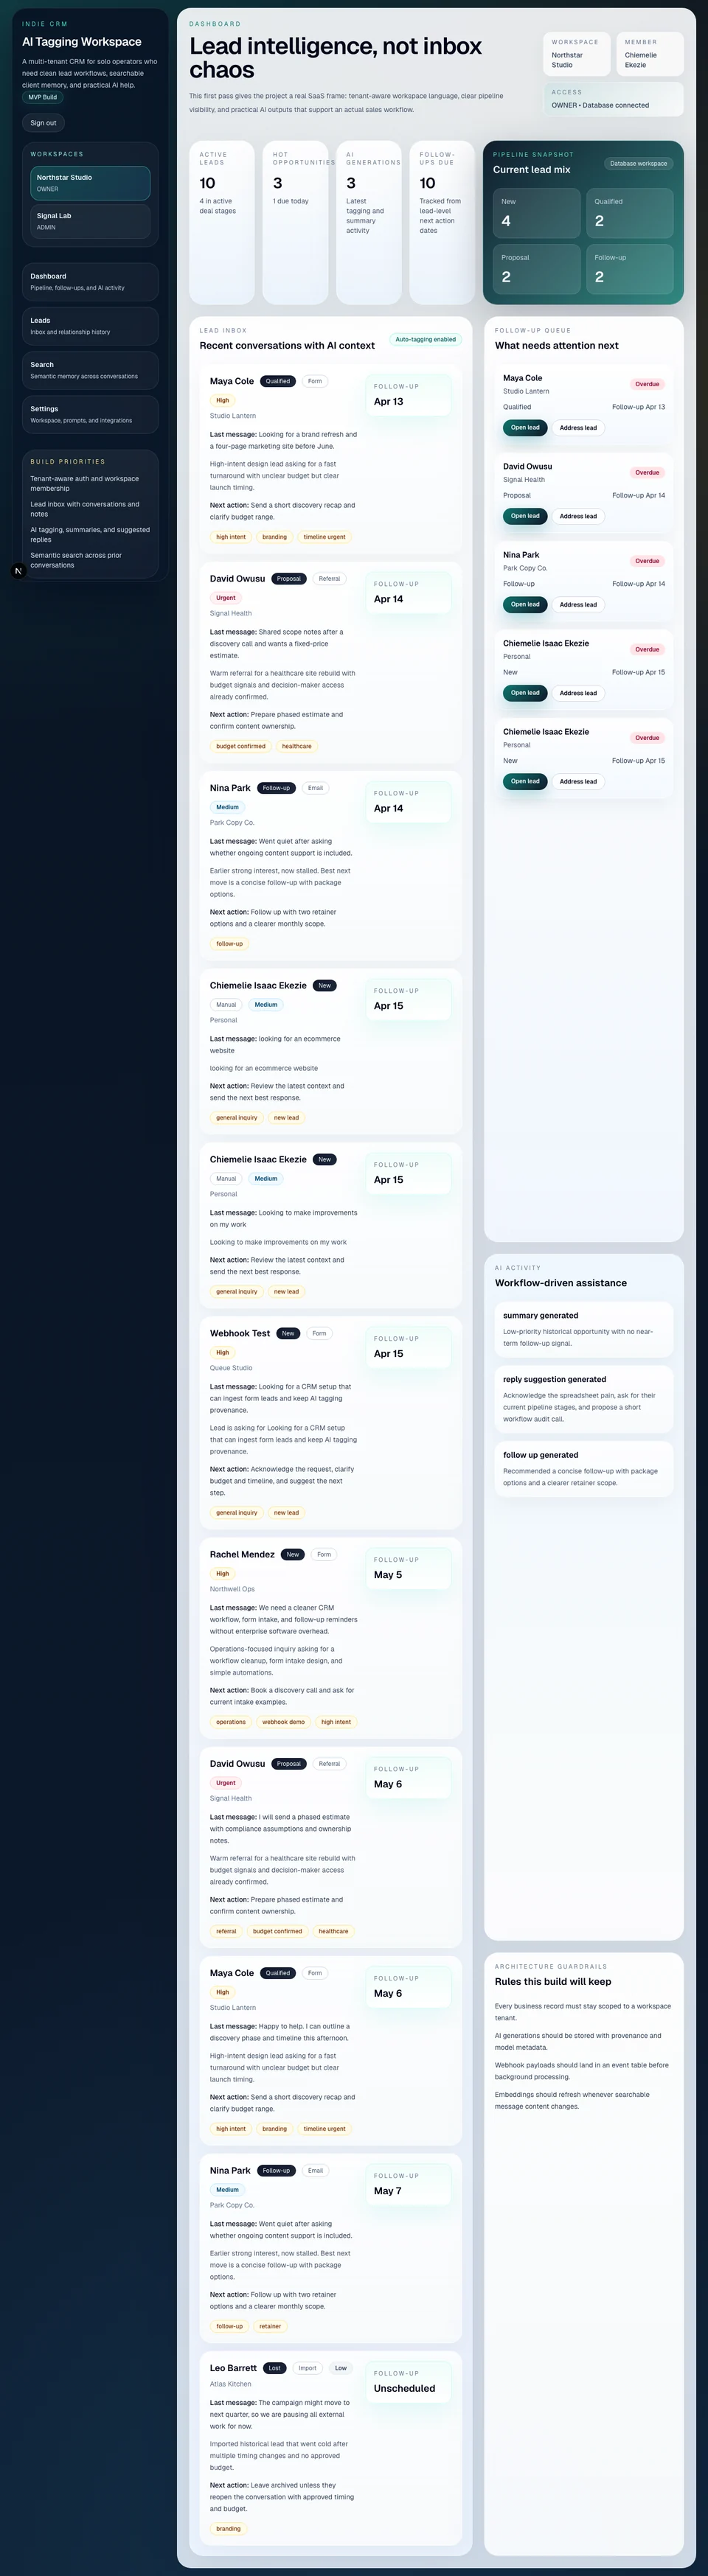 INDIE CRM
AI Tagging Workspace
A multi-tenant CRM for solo operators who
need clean lead workflows, searchable
client memory, and practical AI help.
MVP Build
Sign out
WORKSPACES
Northstar Studio
OWNER
Signal Lab
ADMIN
Dashboard
Pipeline, follow-ups, and AI activity
Leads
Inbox and relationship history
Search
Semantic memory across conversations
Settings
Workspace, prompts, and integrations
BUILD PRIORITIES
Tenant-aware auth and workspace
membership
Lead inbox with conversations and
notes
AI tagging, summaries, and suggested
replies
Semantic search across prior
conversations
N
DASHBOARD
Lead intelligence, not inbox
chaos
This first pass gives the project a real SaaS frame: tenant-aware workspace language, clear pipeline
visibility, and practical AI outputs that support an actual sales workflow.
WORKSPACE
Northstar
Studio
MEMBER
Chiemelie
Ekezie
ACCESS
OWNER • Database connected
ACTIVE
LEADS
10
4 in active
deal stages
HOT
OPPORTUNITIES
3
1 due today
AI
GENERATIONS
3
Latest
tagging and
summary
activity
FOLLOW-
UPS DUE
10
Tracked from
lead-level
next action
dates
PIPELINE SNAPSHOT
Current lead mix
Database workspace
New
4
Qualified
2
Proposal
2
Follow-up
2
LEAD INBOX
Recent conversations with AI context
Auto-tagging enabled
Maya Cole Qualified Form
High
Studio Lantern
Last message: Looking for a brand refresh and
a four-page marketing site before June.
High-intent design lead asking for a fast
turnaround with unclear budget but clear
launch timing.
Next action: Send a short discovery recap and
clarify budget range.
high intent branding timeline urgent
FOLLOW-UP
Apr 13
David Owusu Proposal Referral
Urgent
Signal Health
Last message: Shared scope notes after a
discovery call and wants a fixed-price
estimate.
Warm referral for a healthcare site rebuild with
budget signals and decision-maker access
already confirmed.
Next action: Prepare phased estimate and
confirm content ownership.
budget confirmed healthcare
FOLLOW-UP
Apr 14
Nina Park Follow-up Email
Medium
Park Copy Co.
Last message: Went quiet after asking
whether ongoing content support is included.
Earlier strong interest, now stalled. Best next
move is a concise follow-up with package
options.
Next action: Follow up with two retainer
options and a clearer monthly scope.
follow-up
FOLLOW-UP
Apr 14
Chiemelie Isaac Ekezie New
Manual Medium
Personal
Last message: looking for an ecommerce
website
looking for an ecommerce website
Next action: Review the latest context and
send the next best response.
general inquiry new lead
FOLLOW-UP
Apr 15
Chiemelie Isaac Ekezie New
Manual Medium
Personal
Last message: Looking to make improvements
on my work
Looking to make improvements on my work
Next action: Review the latest context and
send the next best response.
general inquiry new lead
FOLLOW-UP
Apr 15
Webhook Test New Form
High
Queue Studio
Last message: Looking for a CRM setup that
can ingest form leads and keep AI tagging
provenance.
Lead is asking for Looking for a CRM setup
that can ingest form leads and keep AI tagging
provenance.
Next action: Acknowledge the request, clarify
budget and timeline, and suggest the next
step.
general inquiry new lead
FOLLOW-UP
Apr 15
Rachel Mendez New Form
High
Northwell Ops
Last message: We need a cleaner CRM
workflow, form intake, and follow-up reminders
without enterprise software overhead.
Operations-focused inquiry asking for a
workflow cleanup, form intake design, and
simple automations.
Next action: Book a discovery call and ask for
current intake examples.
operations webhook demo high intent
FOLLOW-UP
May 5
David Owusu Proposal Referral
Urgent
Signal Health
Last message: I will send a phased estimate
with compliance assumptions and ownership
notes.
Warm referral for a healthcare site rebuild with
budget signals and decision-maker access
already confirmed.
Next action: Prepare phased estimate and
confirm content ownership.
referral budget confirmed healthcare
FOLLOW-UP
May 6
Maya Cole Qualified Form
High
Studio Lantern
Last message: Happy to help. I can outline a
discovery phase and timeline this afternoon.
High-intent design lead asking for a fast
turnaround with unclear budget but clear
launch timing.
Next action: Send a short discovery recap and
clarify budget range.
high intent branding timeline urgent
FOLLOW-UP
May 6
Nina Park Follow-up Email
Medium
Park Copy Co.
Last message: Went quiet after asking
whether ongoing content support is included.
Earlier strong interest, now stalled. Best next
move is a concise follow-up with package
options.
Next action: Follow up with two retainer
options and a clearer monthly scope.
follow-up retainer
FOLLOW-UP
May 7
Leo Barrett Lost Import Low
Atlas Kitchen
Last message: The campaign might move to
next quarter, so we are pausing all external
work for now.
Imported historical lead that went cold after
multiple timing changes and no approved
budget.
Next action: Leave archived unless they
reopen the conversation with approved timing
and budget.
branding
FOLLOW-UP
Unscheduled
FOLLOW-UP QUEUE
What needs attention next
Maya Cole
Studio Lantern
Overdue
Qualified Follow-up Apr 13
Open lead Address lead
David Owusu
Signal Health
Overdue
Proposal Follow-up Apr 14
Open lead Address lead
Nina Park
Park Copy Co.
Overdue
Follow-up Follow-up Apr 14
Open lead Address lead
Chiemelie Isaac Ekezie
Personal
Overdue
New Follow-up Apr 15
Open lead Address lead
Chiemelie Isaac Ekezie
Personal
Overdue
New Follow-up Apr 15
Open lead Address lead
AI ACTIVITY
Workflow-driven assistance
summary generated
Low-priority historical opportunity with no near-
term follow-up signal.
reply suggestion generated
Acknowledge the spreadsheet pain, ask for their
current pipeline stages, and propose a short
workflow audit call.
follow up generated
Recommended a concise follow-up with package
options and a clearer retainer scope.
ARCHITECTURE GUARDRAILS
Rules this build will keep
Every business record must stay scoped to a workspace
tenant.
AI generations should be stored with provenance and
model metadata.
Webhook payloads should land in an event table before
background processing.
Embeddings should refresh whenever searchable
message content changes.